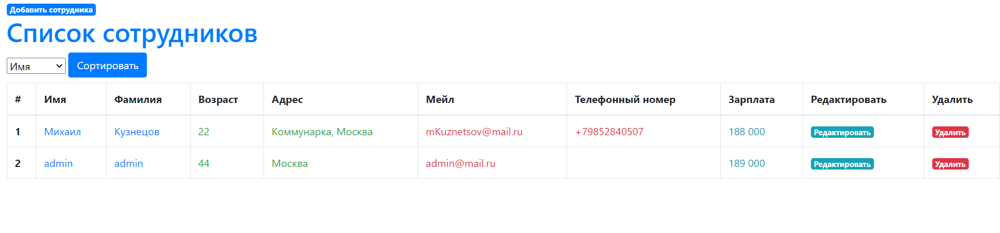 Добавить сотрудника
Список сотрудников
Имя Сортировать
# Имя Фамилия Возраст Адрес Мейл Телефонный номер Зарплата Редактировать Удалить
1 Михаил Кузнецов 22 Коммунарка, Москва mKuznetsov@mail.ru +79852840507 188 000 Редактировать Удалить
2 admin admin 44 Москва admin@mail.ru 189 000 Редактировать Удалить